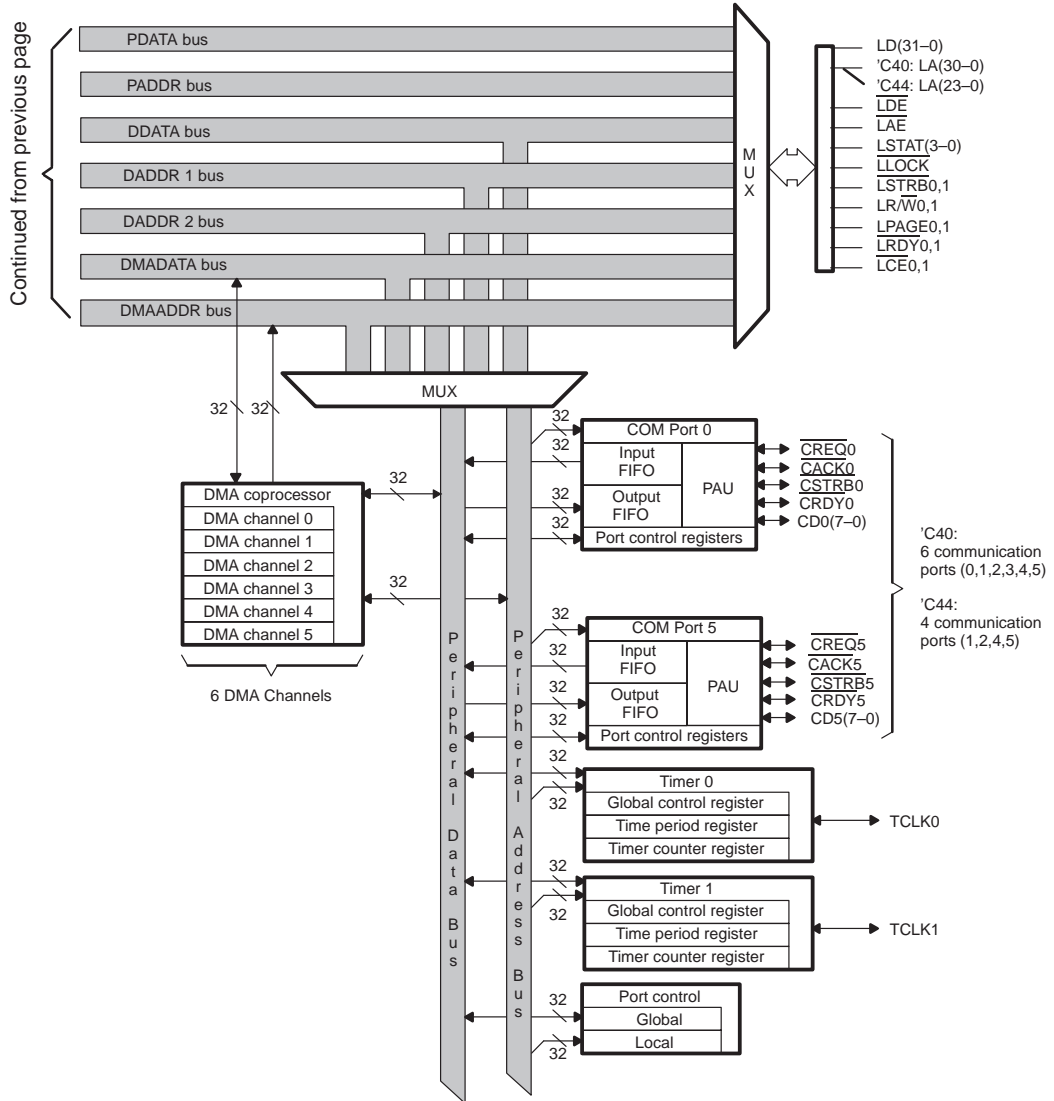 Continued from previous page
PDATA bus
PADDR bus
DDATA bus
DADDR 1 bus
DADDR 2 bus
DMADATA bus
DMAADDR bus
MUX
LD(31–0)
'C40: LA(30–0)
'C44: LA(23–0)
LDE
LAE
LSTAT(3–0)
LLOCK
LSTRB0,1
LR/W0,1
LPAGE0,1
LRDY0,1
LCE0,1
MUX
32
32
DMA coprocessor
DMA channel 0
DMA channel 1
DMA channel 2
DMA channel 3
DMA channel 4
DMA channel 5
6 DMA Channels
32
32
Peripheral Data Bus
Peripheral Address Bus
32
32
32
32
COM Port 0
Input
FIFO
Output
FIFO
PAU
Port control registers
CREQ0
CACK0
CSTRB0
CRDY0
CD0(7–0)
32
32
32
32
COM Port 5
Input
FIFO
Output
FIFO
PAU
Port control registers
CREQ5
CACK5
CSTRB5
CRDY5
CD5(7–0)
'C40:
6 communication
ports (0,1,2,3,4,5)
'C44:
4 communication
ports (1,2,4,5)
32
32
Timer 0
Global control register
Time period register
Timer counter register
TCLK0
32
32
Timer 1
Global control register
Time period register
Timer counter register
TCLK1
32
32
Port control
Global
Local